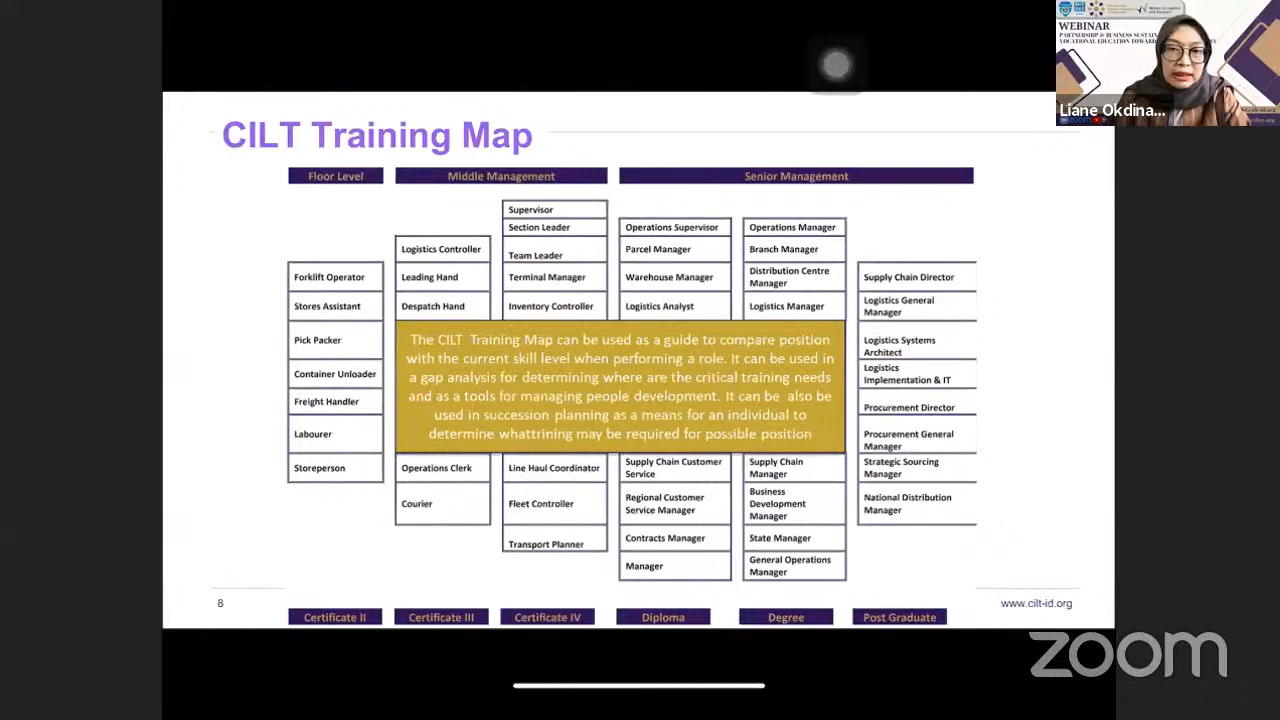 WEBINAR
Liane Okdina...
zoom
CILT Training Map
Floor Level
Middle Management
Senior Management
Forklift Operator
Stores Assistant
Pick Packer
Container Unloader
Freight Handler
Labourer
Storeperson
Logistics Controller
Leading Hand
Despatch Hand
Operations Clerk
Courier
Supervisor
Section Leader
Team Leader
Terminal Manager
Inventory Controller
Line Haul Coordinator
Fleet Controller
Transport Planner
Operations Supervisor
Parcel Manager
Warehouse Manager
Logistics Analyst
Supply Chain Customer
Service
Regional Customer
Service Manager
Contracts Manager
Manager
Operations Manager
Branch Manager
Distribution Centre
Manager
Logistics Manager
Supply Chain
Manager
Business
Development
Manager
State Manager
General Operations
Manager
Supply Chain Director
Logistics General
Manager
Logistics Systems
Architect
Logistics
Implementation & IT
Procurement Director
Procurement General
Manager
Strategic Sourcing
Manager
National Distribution
Manager
The CILT Training Map can be used as a guide to compare position
with the current skill level when performing a role. It can be used in
a gap analysis for determining where are the critical training needs
and as a tools for managing people development. It can be also be
used in succession planning as a means for an individual to
determine whattrining may be required for possible position
8
www.cilt-id.org
Certificate II
Certificate III
Certificate IV
Diploma
Degree
Post Graduate
zoom